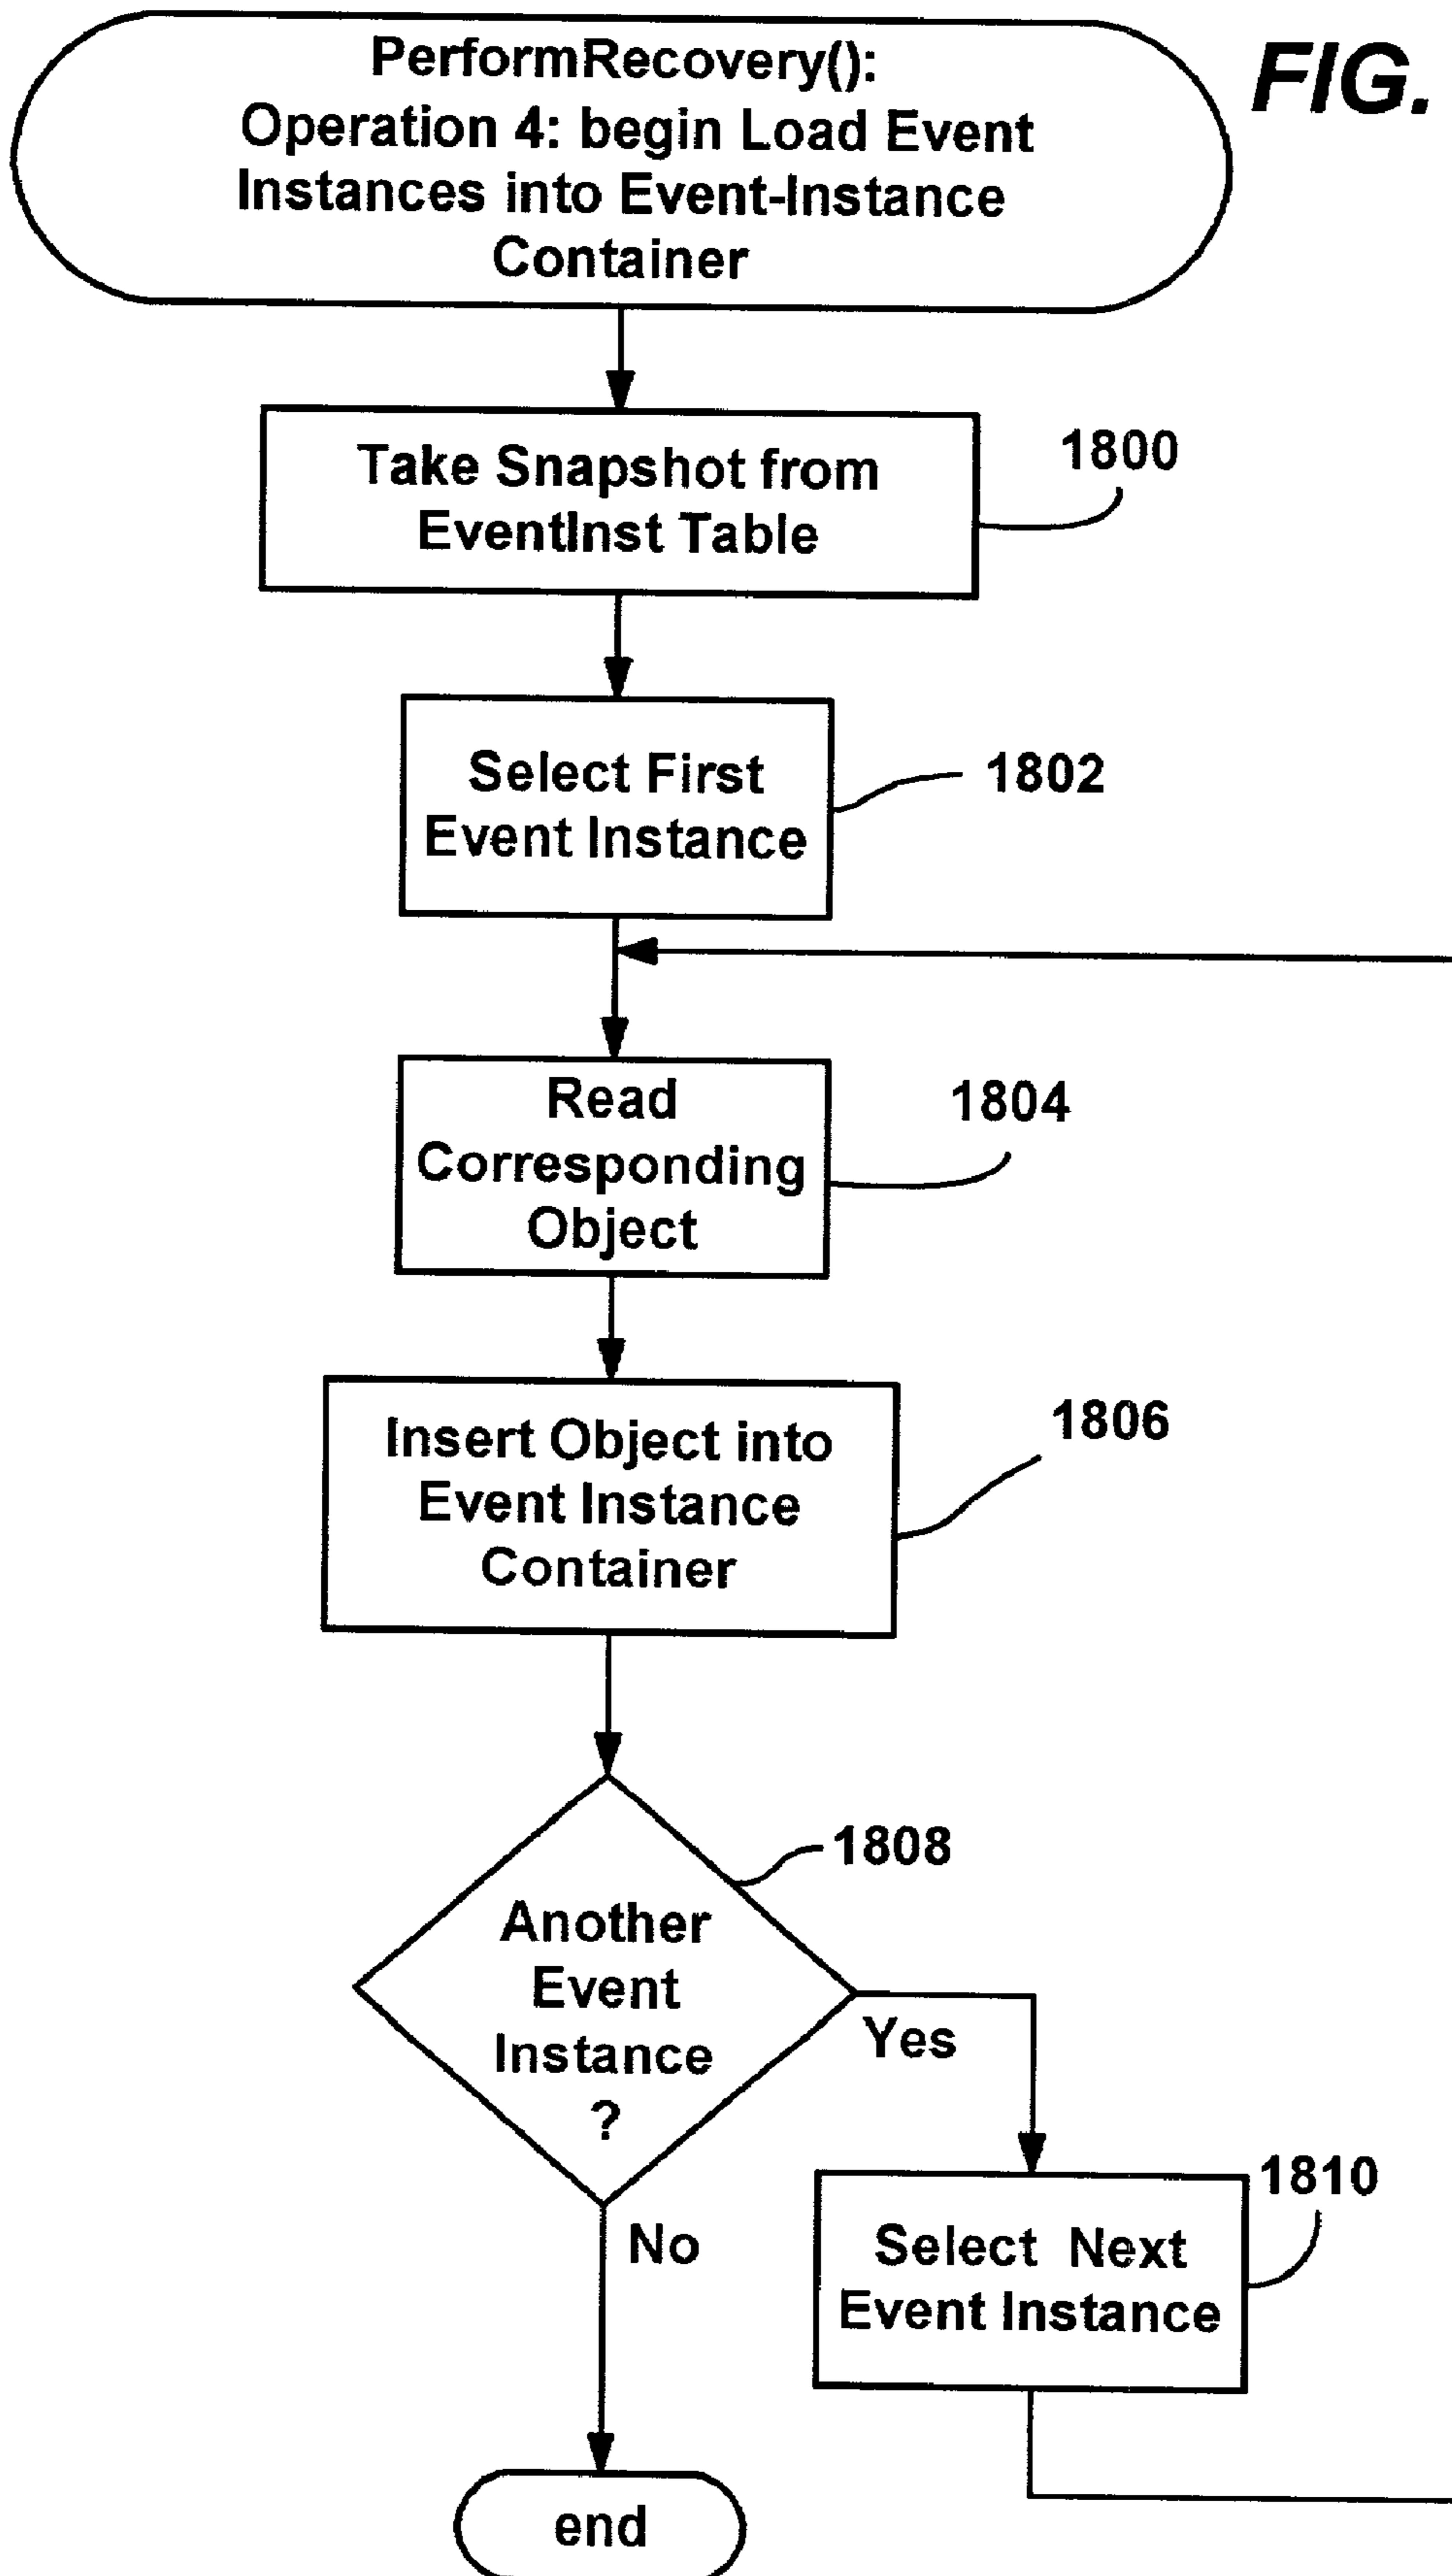 PerformRecovery():
Operation 4: begin Load Event
Instances into Event-Instance
Container
FIG.
Take Snapshot from
EventInst Table
1800
Select First
Event Instance
1802
Read
Corresponding
Object
1804
Insert Object into
Event Instance
Container
1806
Another
Event
Instance
?
1808
Yes
No
Select Next
Event Instance
1810
end